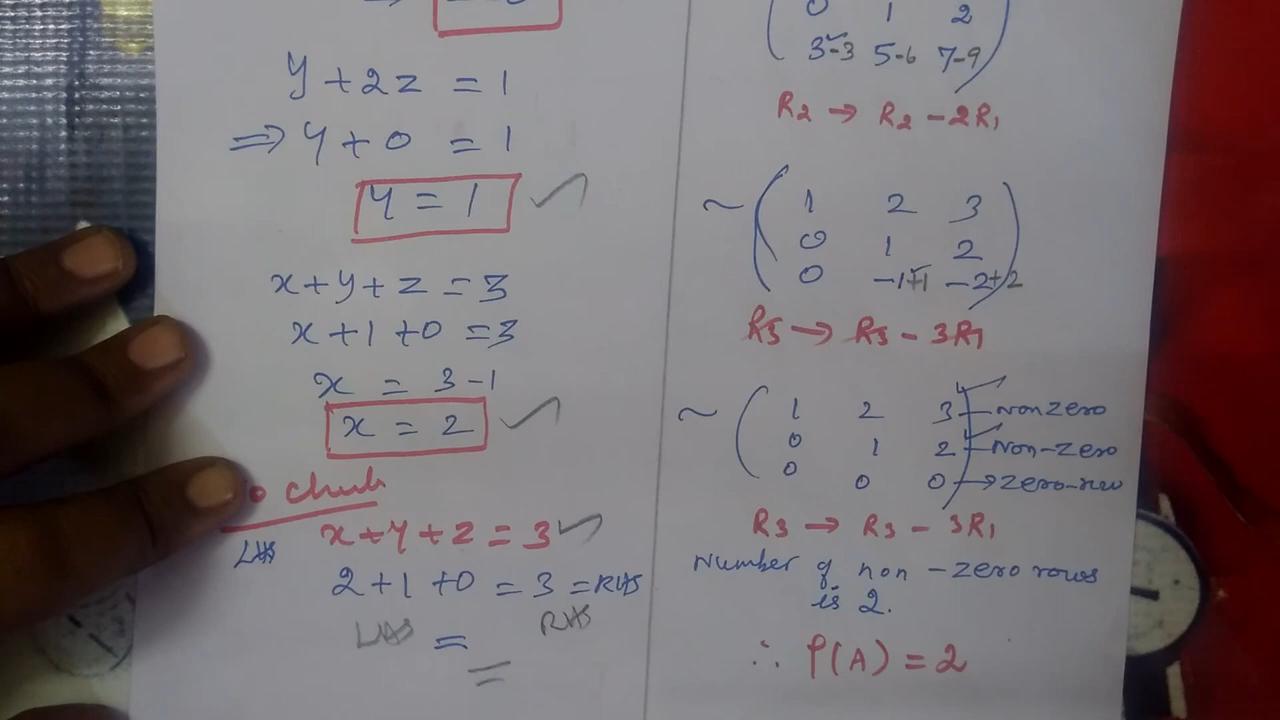 y + 2z = 1
⇒ y + 0 = 1
y = 1 ✓
x + y + z = 3
x + 1 + 0 = 3
x = 3 - 1
x = 2 ✓
x + y + z = 3 ✓
LHS
2 + 1 + 0 = 3 = RHS
LHS = RHS
0 1 2
3-3 5-6 7-9
R2 → R2 - 2R1
~ ( 1 2 3
0 1 2
0 -1+1 -2+2 )
R3 → R3 - 3R1
~ ( 1 2 3 - Non Zero
0 1 2 - Non-Zero
0 0 0 ) → Zero-row
R3 → R3 - 3R1
Number of non-zero rows
is 2.
∴ ρ(A) = 2